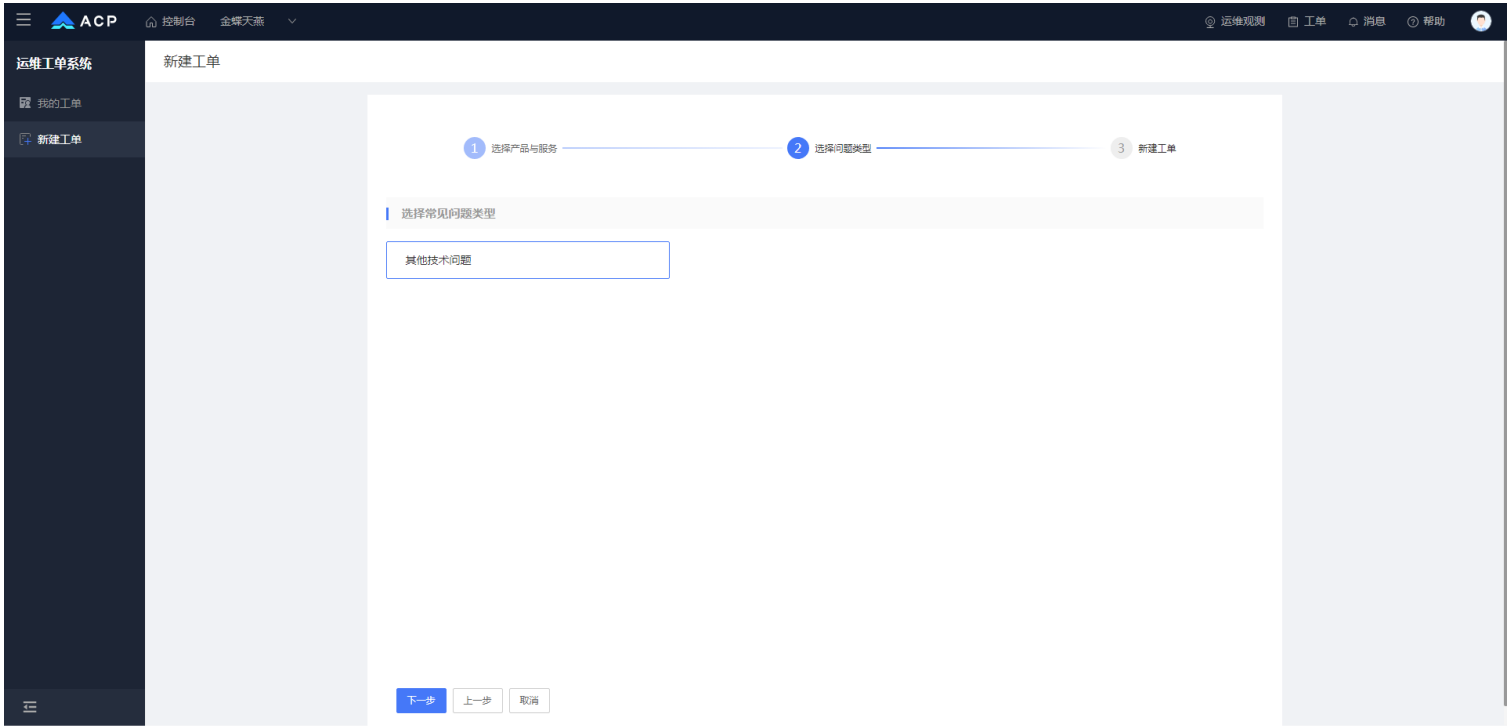 ACP 控制台 金蝶天燕 运维观测 工单 消息 帮助
运维工单系统
我的工单
新建工单
新建工单
1 选择产品与服务 2 选择问题类型 3 新建工单
选择常见问题类型
其他技术问题
下一步 上一步 取消